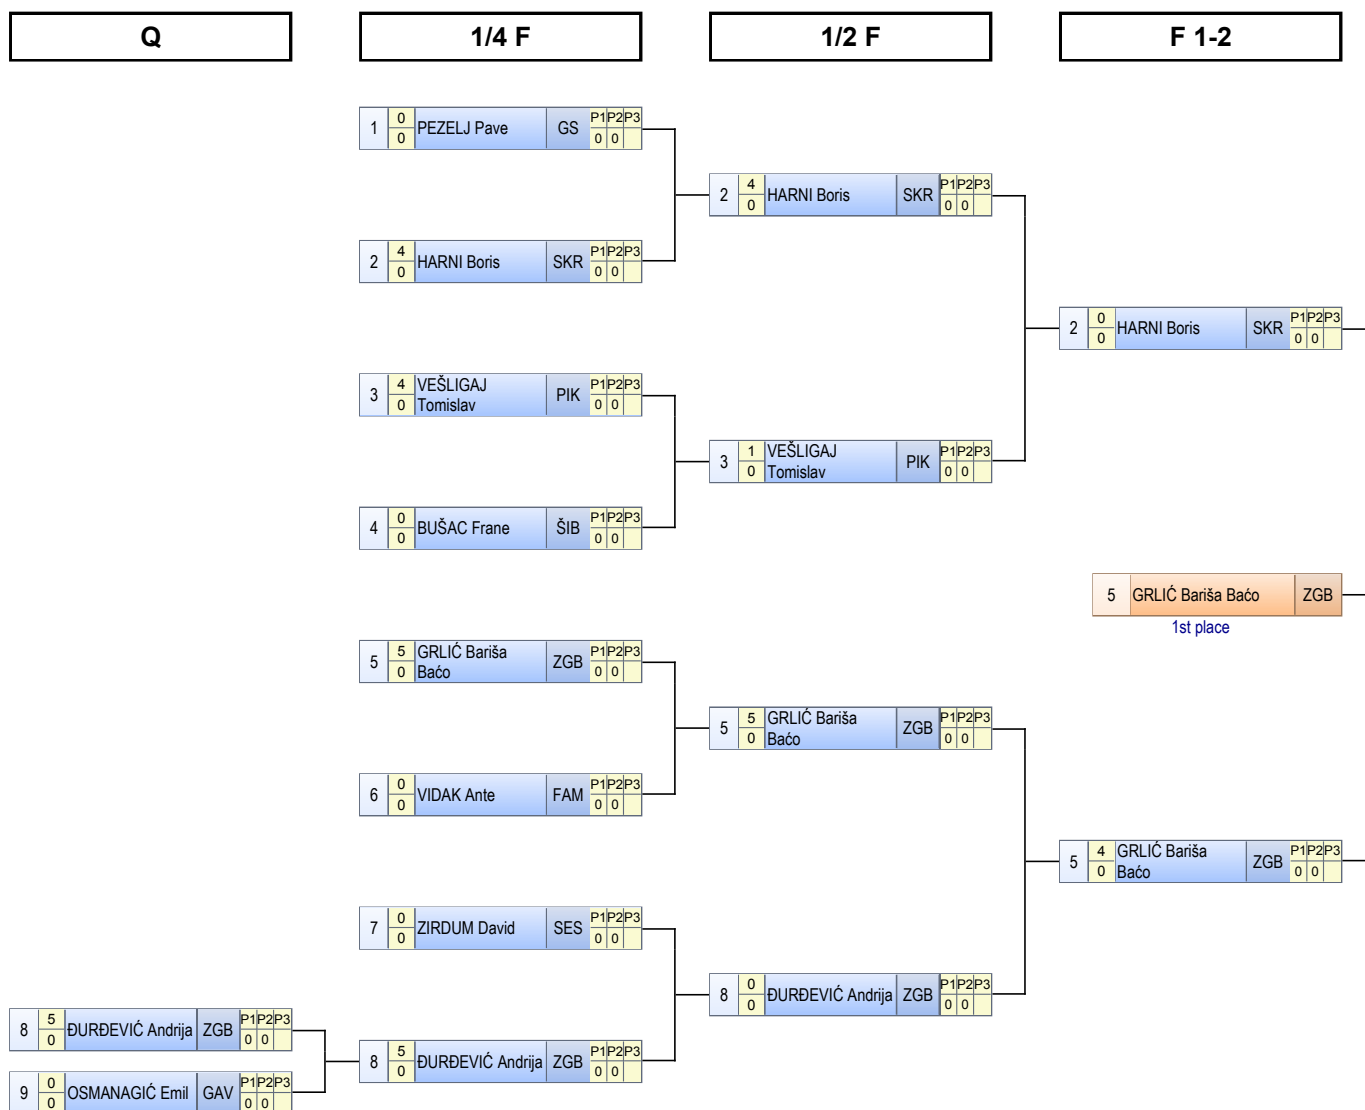 Q
1/4 F
1/2 F
F 1-2
1 0 PEZELJ Pave GS P1 P2 P3
0 0 0
2 4 HARNI Boris SKR P1 P2 P3
0 0 0
2 4 HARNI Boris SKR P1 P2 P3
0 0 0
2 0 HARNI Boris SKR P1 P2 P3
0 0 0
3 4 VEŠLIGAJ PIK P1 P2 P3
0 Tomislav 0 0
3 1 VEŠLIGAJ PIK P1 P2 P3
0 Tomislav 0 0
4 0 BUŠAC Frane ŠIB P1 P2 P3
0 0 0
5 GRLIĆ Bariša Baćo ZGB
1st place
5 5 GRLIĆ Bariša ZGB P1 P2 P3
0 Baćo 0 0
5 5 GRLIĆ Bariša ZGB P1 P2 P3
0 Baćo 0 0
6 0 VIDAK Ante FAM P1 P2 P3
0 0 0
5 4 GRLIĆ Bariša ZGB P1 P2 P3
0 Baćo 0 0
7 0 ZIRDUM David SES P1 P2 P3
0 0 0
8 0 ĐURĐEVIĆ Andrija ZGB P1 P2 P3
0 0 0
8 5 ĐURĐEVIĆ Andrija ZGB P1 P2 P3
0 0 0
8 5 ĐURĐEVIĆ Andrija ZGB P1 P2 P3
0 0 0
9 0 OSMANAGIĆ Emil GAV P1 P2 P3
0 0 0